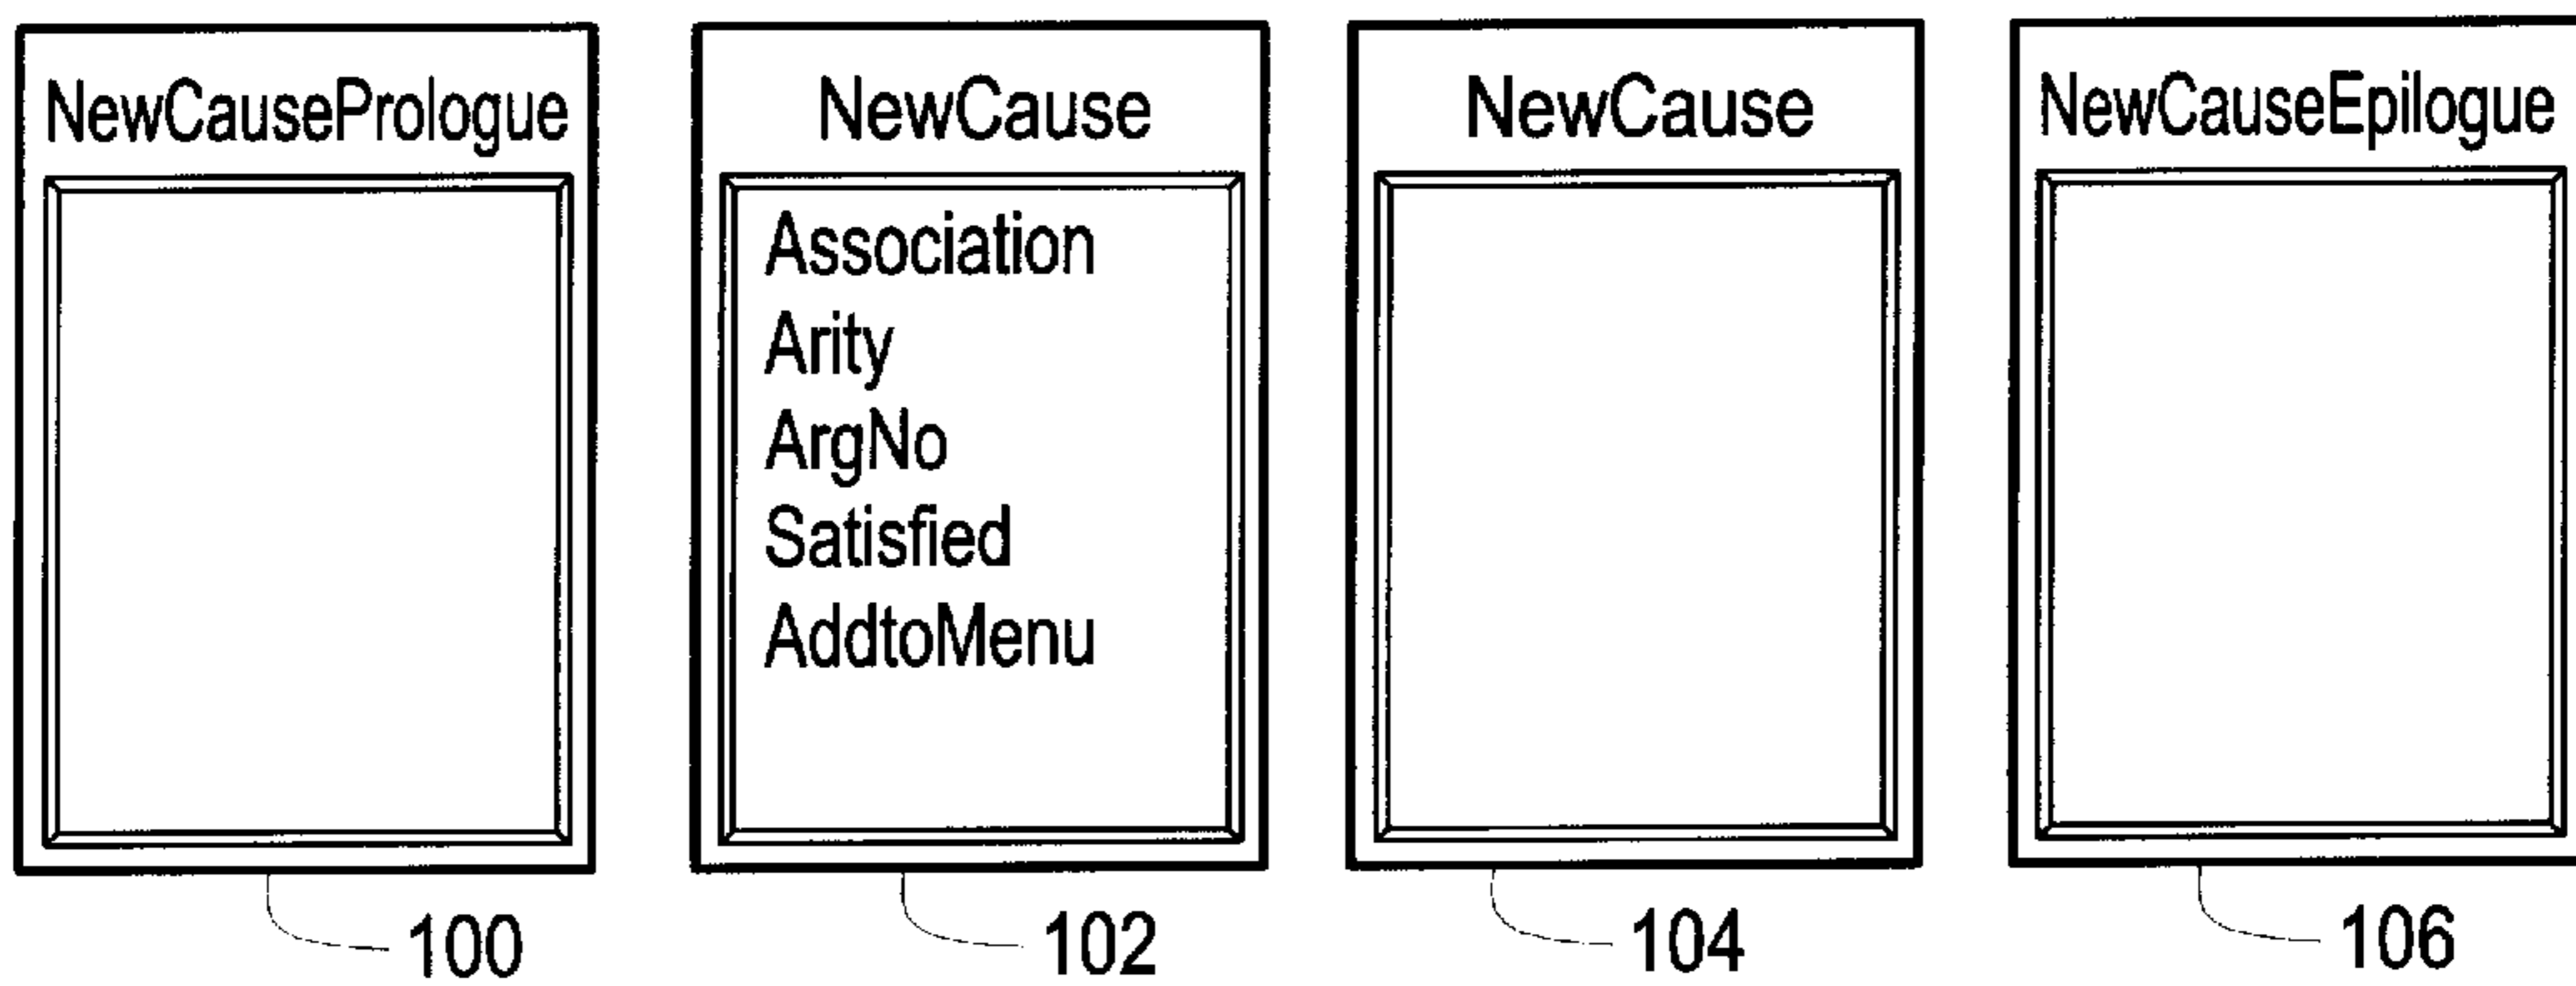 NewCausePrologue
NewCause
NewCause
NewCauseEpilogue
Association
Arity
ArgNo
Satisfied
AddtoMenu
100
102
104
106